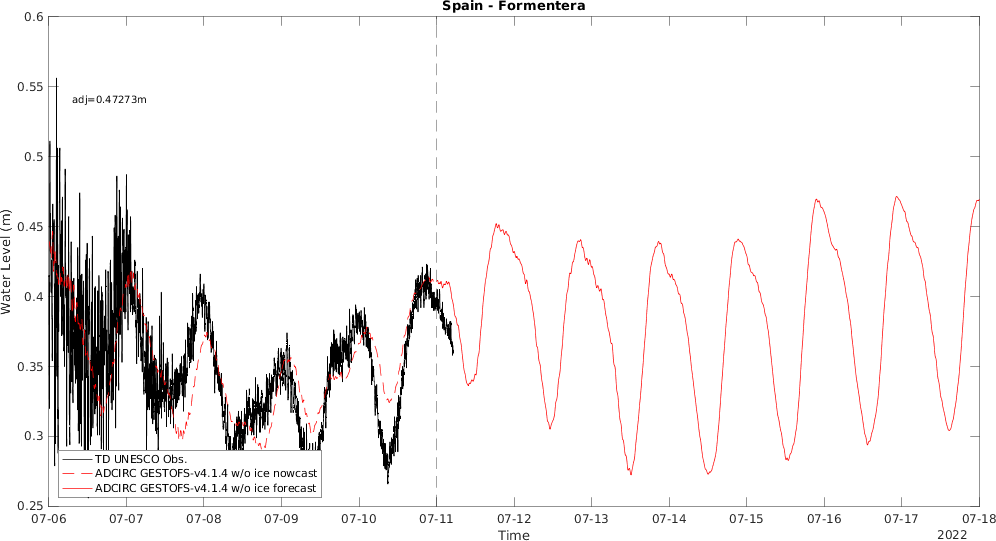 Spain - Formentera
0.6
0.55
0.5
0.45
0.4
0.35
0.3
0.25
Water Level (m)
adj=0.47273m
TD UNESCO Obs.
ADCIRC GESTOFS-v4.1.4 w/o ice nowcast
ADCIRC GESTOFS-v4.1.4 w/o ice forecast
07-06 07-07 07-08 07-09 07-10 07-11 07-12 07-13 07-14 07-15 07-16 07-17 07-18
Time
2022